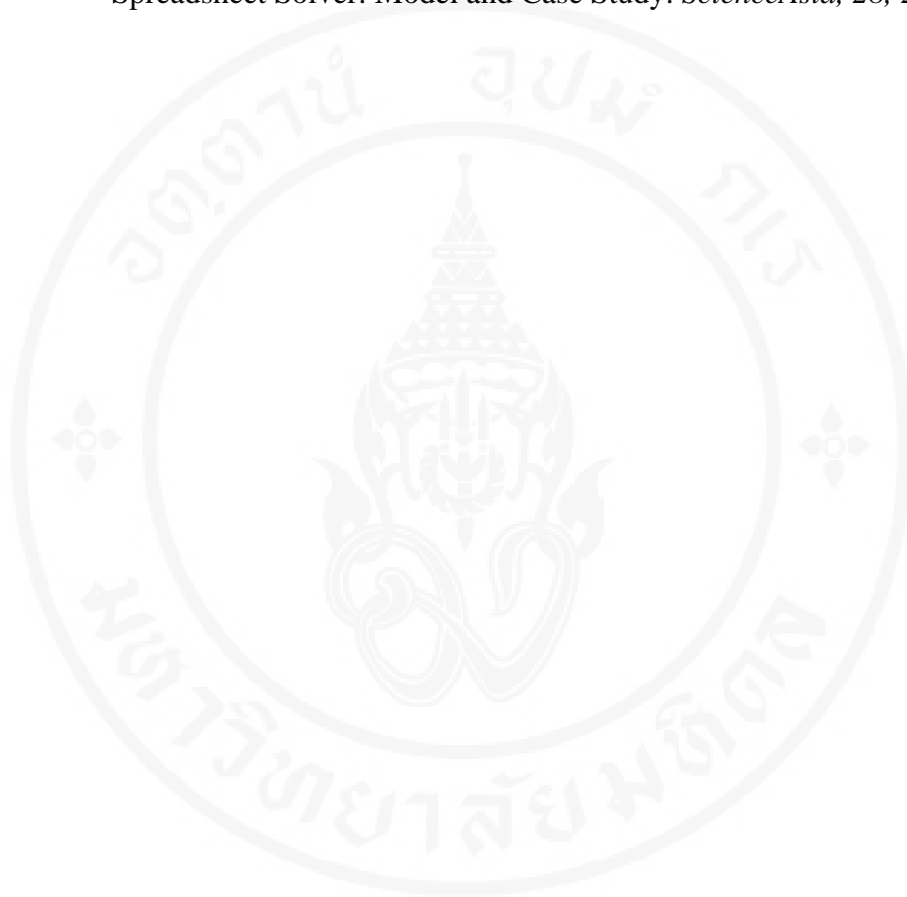 Spreadsheet Solver: Model and Case Study. ScienceAsia, 28,
อตฺตานํ อุปมํ กเร
มหาวิทยาลัยมหิดล